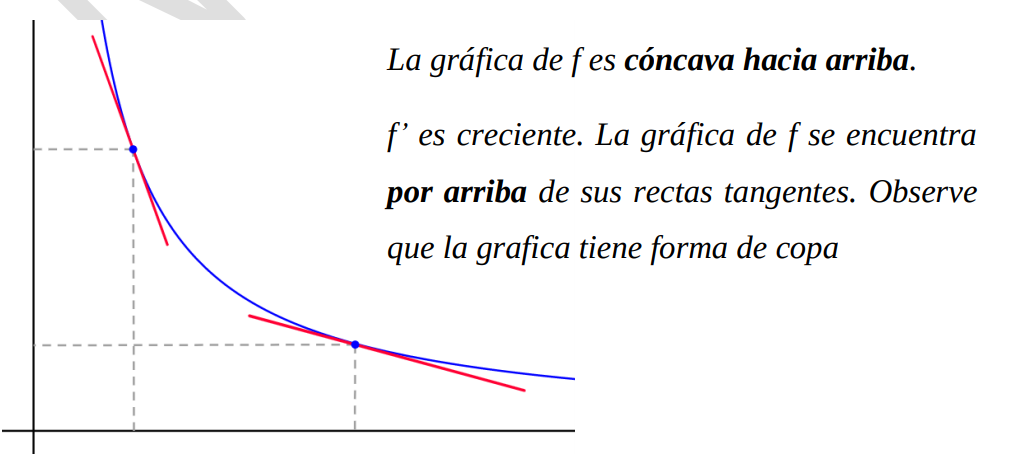 La gráfica de f es cóncava hacia arriba.
f’ es creciente. La gráfica de f se encuentra
por arriba de sus rectas tangentes. Observe
que la grafica tiene forma de copa